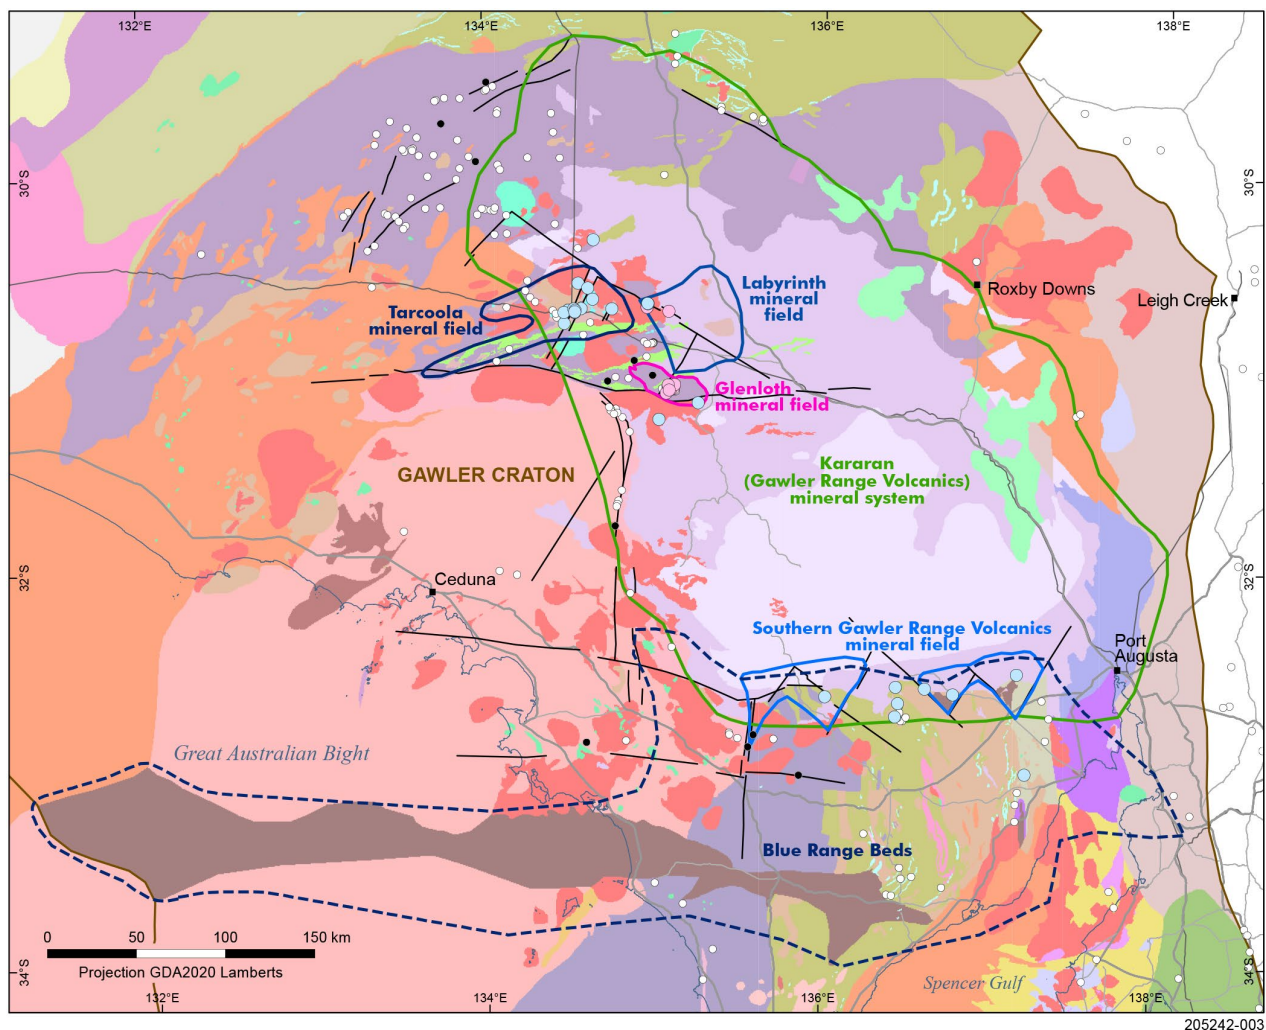 132°E
134°E
136°E
138°E
30°S
30°S
Roxby Downs
Leigh Creek
Labyrinth
mineral
field
Tarcoola
mineral field
Glenloth
mineral field
GAWLER CRATON
Kararan
(Gawler Range Volcanics)
mineral system
32°S
32°S
Ceduna
Southern Gawler Range Volcanics
mineral field
Port
Augusta
Great Australian Bight
Blue Range Beds
0 50 100 150 km
Projection GDA2020 Lamberts
34°S
34°S
Spencer Gulf
132°E
134°E
136°E
138°E
205242-003